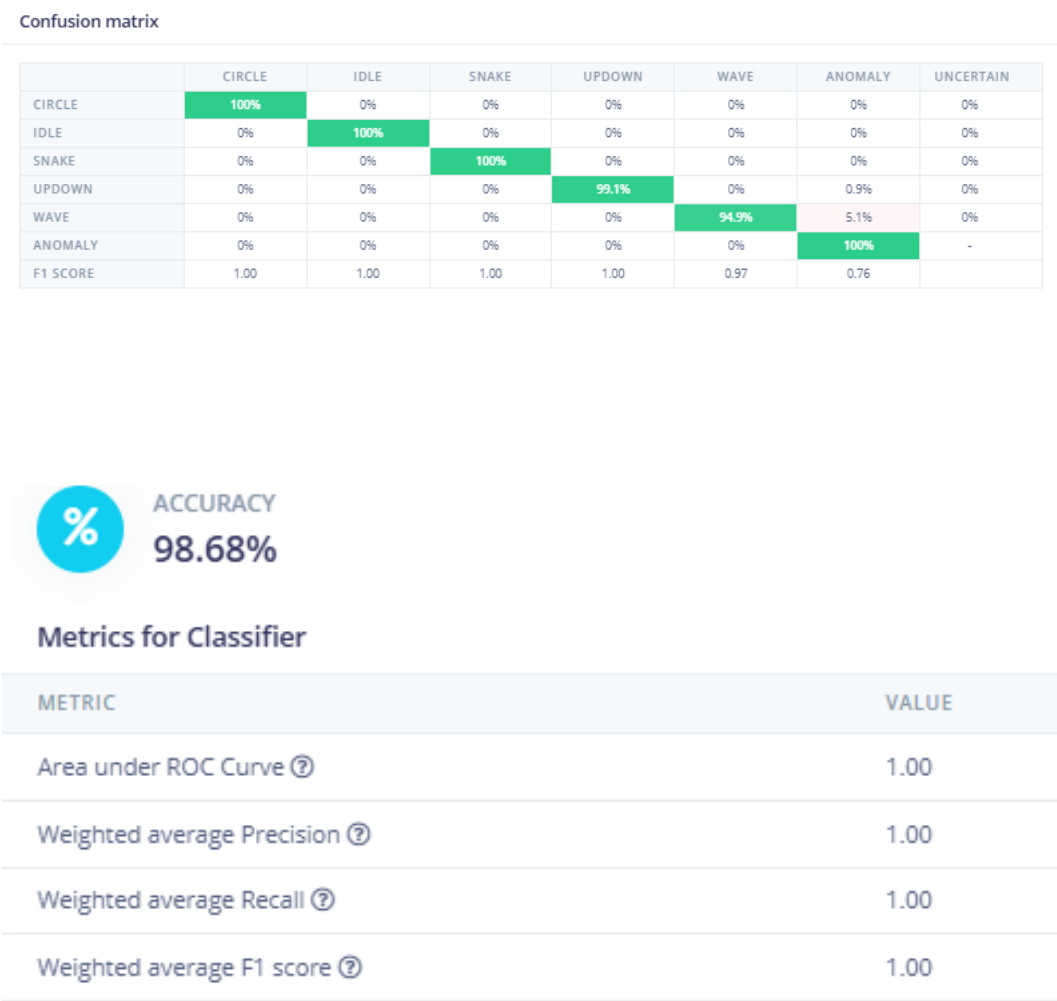 Confusion matrix
CIRCLE IDLE SNAKE UPDOWN WAVE ANOMALY UNCERTAIN
CIRCLE 100% 0% 0% 0% 0% 0% 0%
IDLE 0% 100% 0% 0% 0% 0% 0%
SNAKE 0% 0% 100% 0% 0% 0% 0%
UPDOWN 0% 0% 0% 99.1% 0% 0.9% 0%
WAVE 0% 0% 0% 0% 94.9% 5.1% 0%
ANOMALY 0% 0% 0% 0% 0% 100% -
F1 SCORE 1.00 1.00 1.00 1.00 0.97 0.76
%
ACCURACY
98.68%
Metrics for Classifier
METRIC VALUE
Area under ROC Curve ? 1.00
Weighted average Precision ? 1.00
Weighted average Recall ? 1.00
Weighted average F1 score ? 1.00